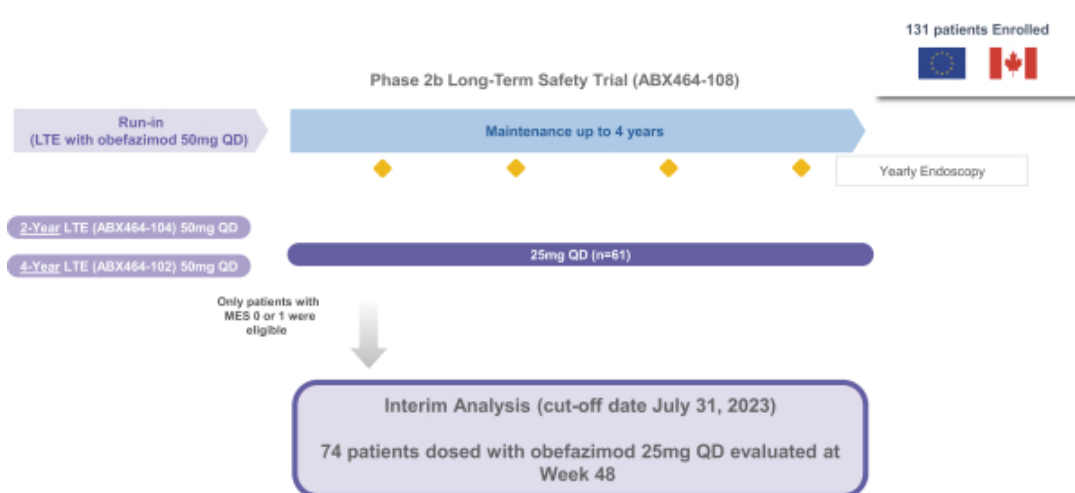 131 patients Enrolled
Phase 2b Long-Term Safety Trial (ABX464-108)
Run-in
(LTE with obefazimod 50mg QD)
Maintenance up to 4 years
Yearly Endoscopy
2-Year LTE (ABX464-104) 50mg QD
4-Year LTE (ABX464-102) 50mg QD
25mg QD (n=61)
Only patients with
MES 0 or 1 were
eligible
Interim Analysis (cut-off date July 31, 2023)
74 patients dosed with obefazimod 25mg QD evaluated at
Week 48